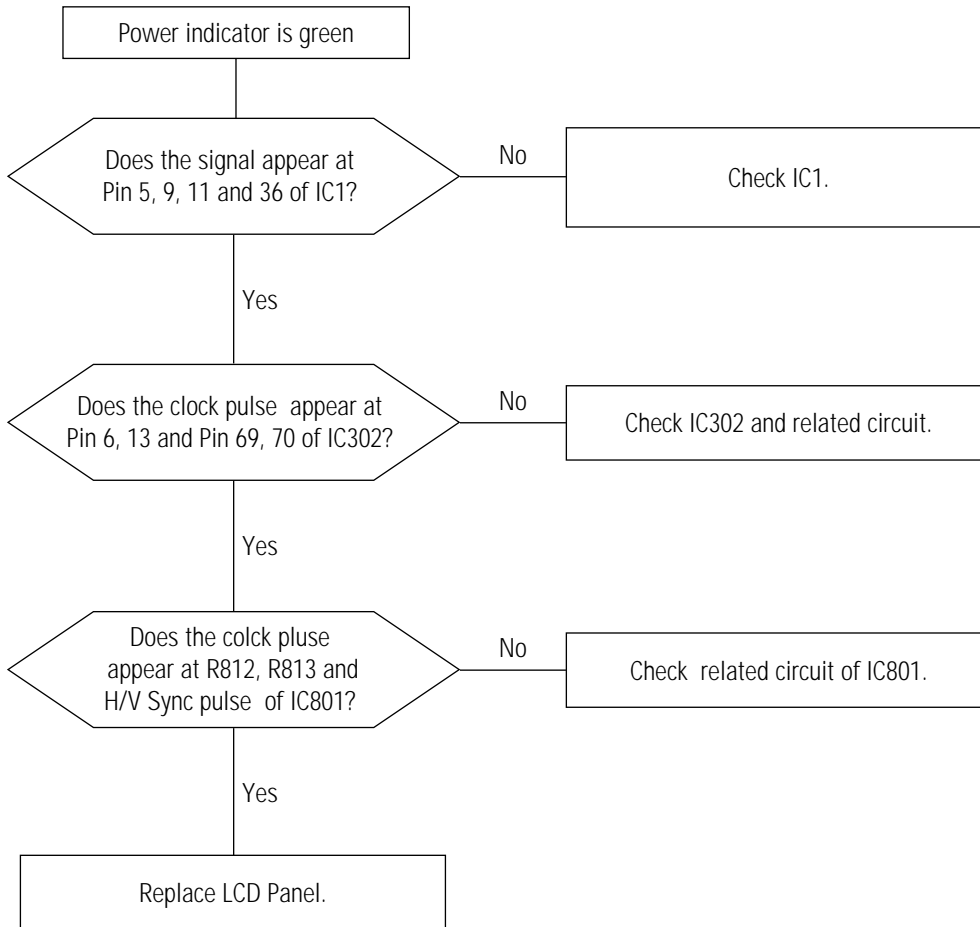 Power indicator is green
Does the signal appear at
Pin 5, 9, 11 and 36 of IC1?
No
Check IC1.
Yes
Does the clock pulse appear at
Pin 6, 13 and Pin 69, 70 of IC302?
No
Check IC302 and related circuit.
Yes
Does the colck pluse
appear at R812, R813 and
H/V Sync pulse of IC801?
No
Check related circuit of IC801.
Yes
Replace LCD Panel.